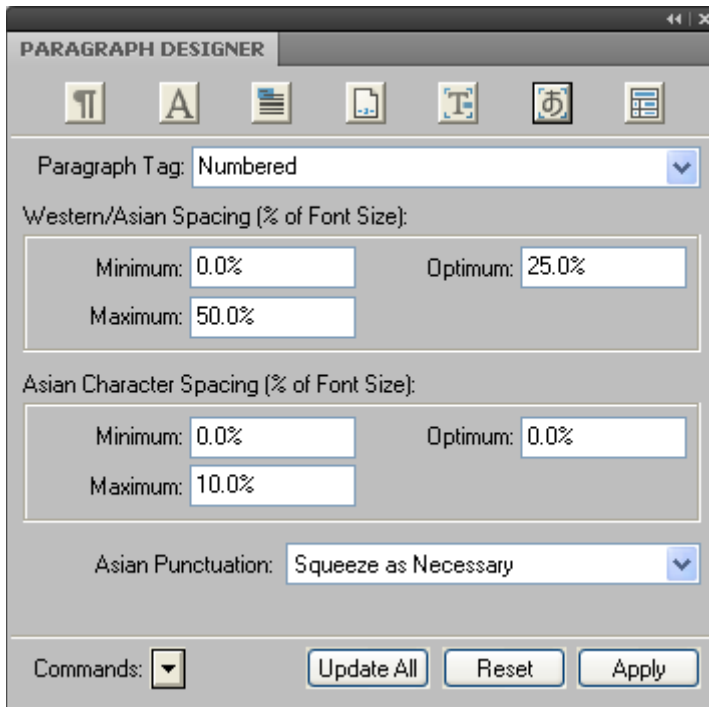 PARAGRAPH DESIGNER
¶ A T あ
Paragraph Tag: Numbered
Western/Asian Spacing (% of Font Size):
Minimum: 0.0% Optimum: 25.0%
Maximum: 50.0%
Asian Character Spacing (% of Font Size):
Minimum: 0.0% Optimum: 0.0%
Maximum: 10.0%
Asian Punctuation: Squeeze as Necessary
Commands: Update All Reset Apply